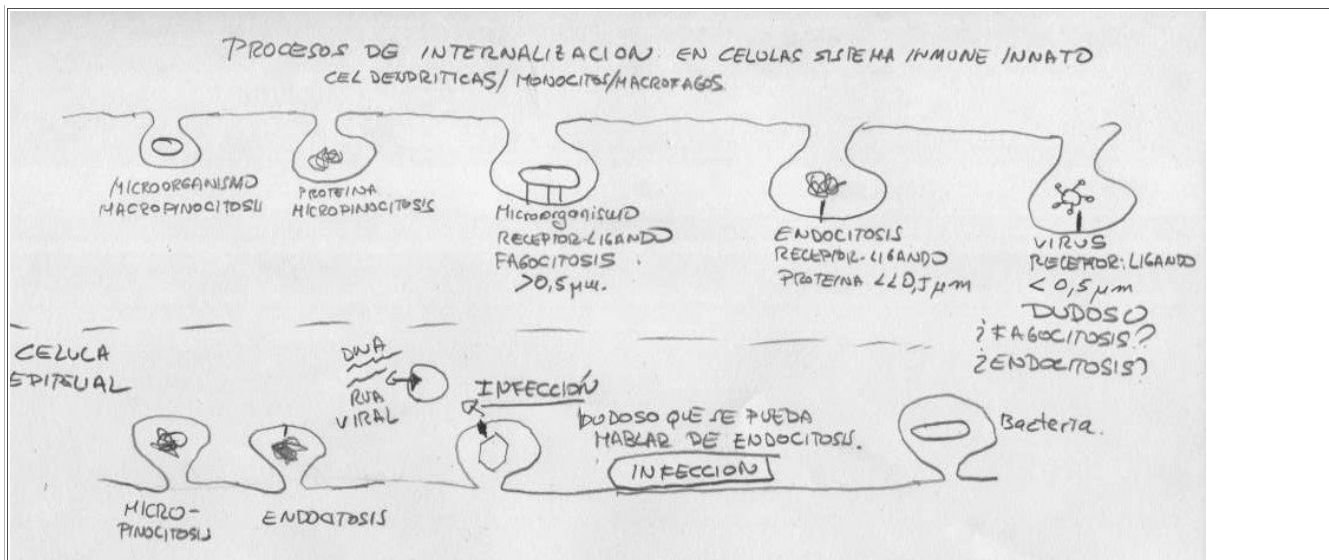 PROCESOS DE INTERNALIZACION EN CELULAS SISTEMA INMUNE INNATO
CEL DENDRITICAS/MONOCITOS/MACROFAGOS
MICROORGANISMO
MACROPINOCITOSIS
PROTEINA
MICROPINOCITOSIS
Microorganismo
RECEPTOR-LIGANDO
FAGOCITOSIS
>0,5 μm.
ENDOCITOSIS
RECEPTOR-LIGANDO
PROTEINA <<0,5 μm
VIRUS
RECEPTOR:LIGANDO
<0,5 μm
DUDOSO
¿FAGOCITOSIS?
¿ENDOCITOSIS?
CELULA
EPITELIAL
DNA
RNA
VIRAL
INFECCIÓN
DUDOSO QUE SE PUEDA
HABLAR DE ENDOCITOSIS.
INFECCION
Bacteria.
MICRO-
PINOCITOSIS
ENDOCITOSIS